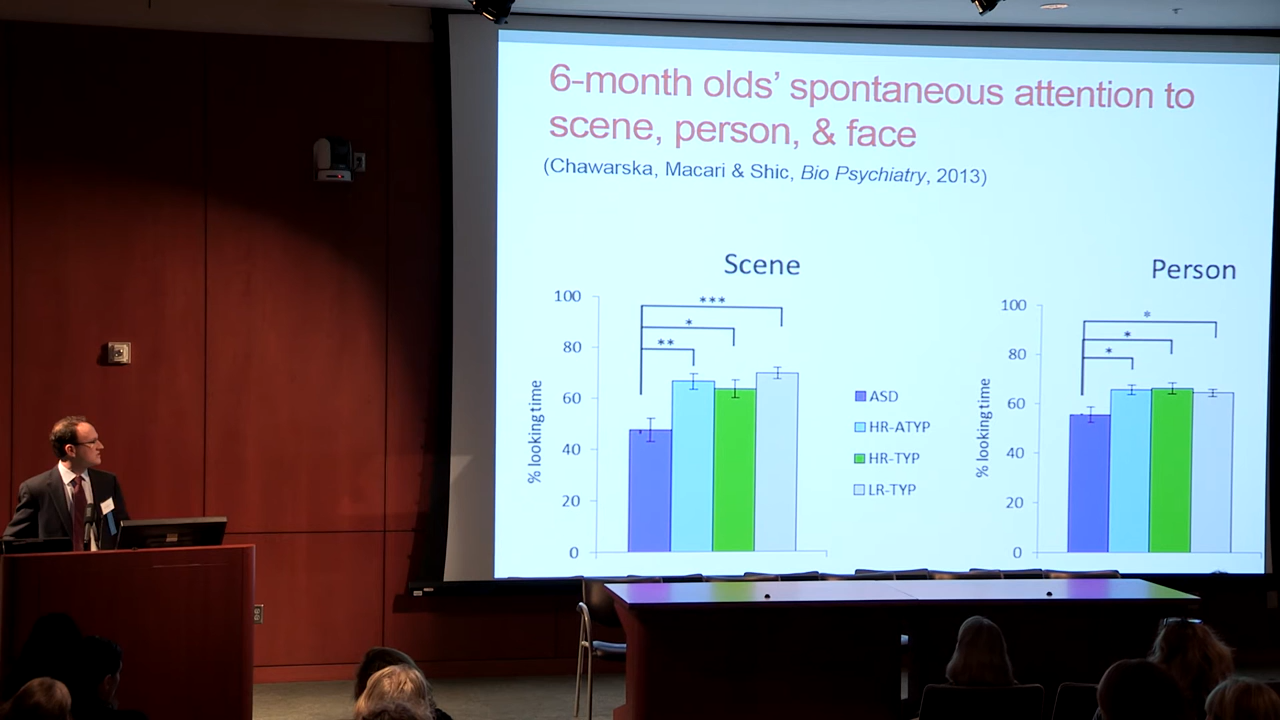 6-month olds' spontaneous attention to
scene, person, & face
(Chawarska, Macari & Shic, Bio Psychiatry, 2013)
Scene
100
80
60
40
20
0
% looking time
***
*
**
ASD
HR-ATYP
HR-TYP
LR-TYP
Person
100
80
60
40
20
0
% looking time
*
*
*